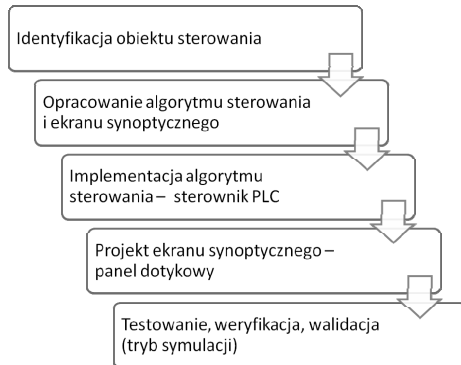 Identyfikacja obiektu sterowania
Opracowanie algorytmu sterowania
i ekranu synoptycznego
Implementacja algorytmu
sterowania – sterownik PLC
Projekt ekranu synoptycznego –
panel dotykowy
Testowanie, weryfikacja, walidacja
(tryb symulacji)